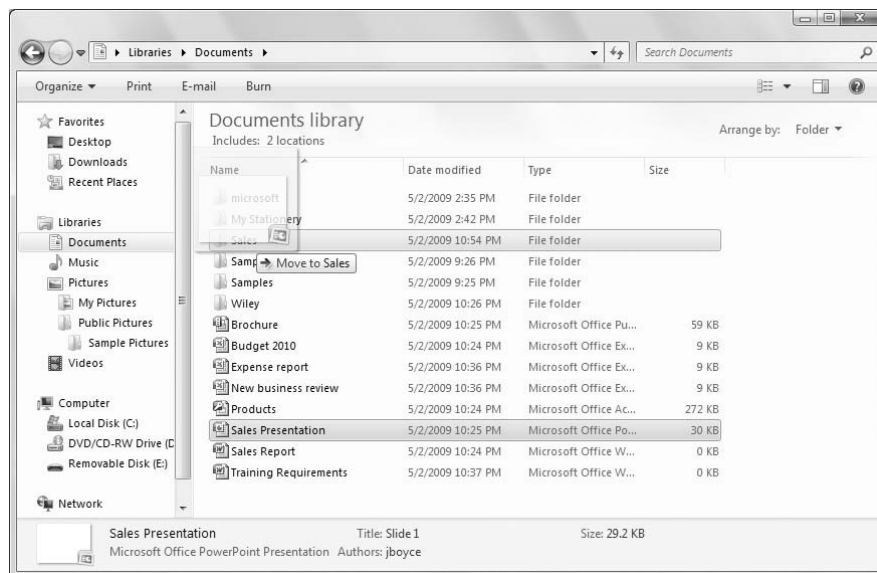 Libraries Documents Search Documents
Organize Print E-mail Burn
Favorites
Desktop
Downloads
Recent Places
Libraries
Documents
Music
Pictures
My Pictures
Public Pictures
Sample Pictures
Videos
Computer
Local Disk (C:)
DVD/CD-RW Drive (D
Removable Disk (E:)
Network
Documents library
Includes: 2 locations
Arrange by: Folder
Name Date modified Type Size
microsoft 5/2/2009 2:35 PM File folder
My Stationery 5/2/2009 2:42 PM File folder
Sales 5/2/2009 10:54 PM File folder
Samp 5/2/2009 9:26 PM File folder
Move to Sales
Samples 5/2/2009 9:25 PM File folder
Wiley 5/2/2009 10:26 PM File folder
Brochure 5/2/2009 10:25 PM Microsoft Office Pu... 59 KB
Budget 2010 5/2/2009 10:24 PM Microsoft Office Ex... 9 KB
Expense report 5/2/2009 10:36 PM Microsoft Office Ex... 9 KB
New business review 5/2/2009 10:36 PM Microsoft Office Ex... 9 KB
Products 5/2/2009 10:24 PM Microsoft Office Ac... 272 KB
Sales Presentation 5/2/2009 10:25 PM Microsoft Office Po... 30 KB
Sales Report 5/2/2009 10:24 PM Microsoft Office W... 0 KB
Training Requirements 5/2/2009 10:37 PM Microsoft Office W... 0 KB
Sales Presentation Title: Slide 1 Size: 29.2 KB
Microsoft Office PowerPoint Presentation Authors: jboyce